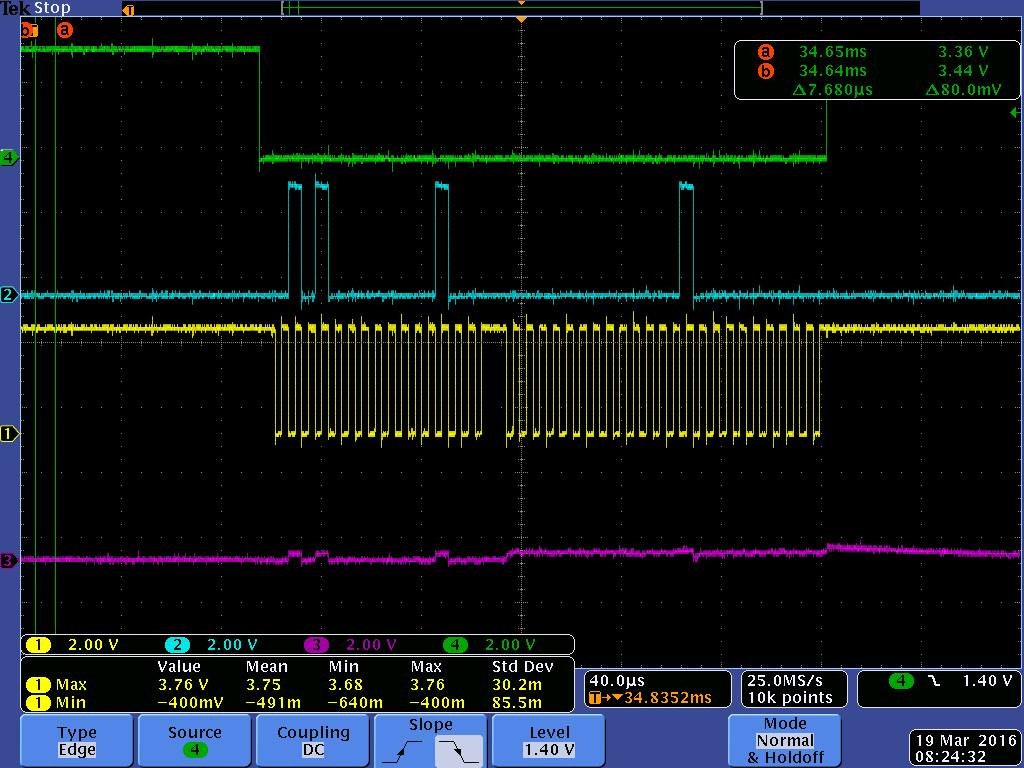 Tek Stop
T
b T a
a 34.65ms 3.36 V
b 34.64ms 3.44 V
Δ7.680µs Δ80.0mV
4
2
1
3
1 2.00 V 2 2.00 V 3 2.00 V 4 2.00 V
Value Mean Min Max Std Dev
1 Max 3.76 V 3.75 3.68 3.76 30.2m
1 Min −400mV −491m −640m −400m 85.5m
40.0µs
T→▼34.8352ms
25.0MS/s
10k points
4 1.40 V
Type
Edge
Source
4
Coupling
DC
Slope
Level
1.40 V
Mode
Normal
& Holdoff
19 Mar 2016
08:24:32